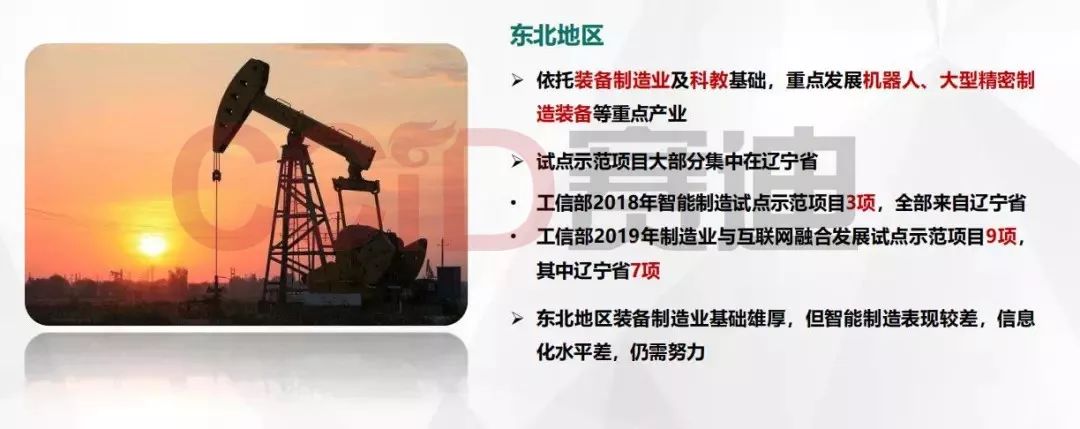 东北地区
➢ 依托装备制造业及科教基础，重点发展机器人、大型精密制
造装备等重点产业
➢ 试点示范项目大部分集中在辽宁省
• 工信部2018年智能制造试点示范项目3项，全部来自辽宁省
• 工信部2019年制造业与互联网融合发展试点示范项目9项，
其中辽宁省7项
➢ 东北地区装备制造业基础雄厚，但智能制造表现较差，信息
化水平差，仍需努力
CCiD赛迪